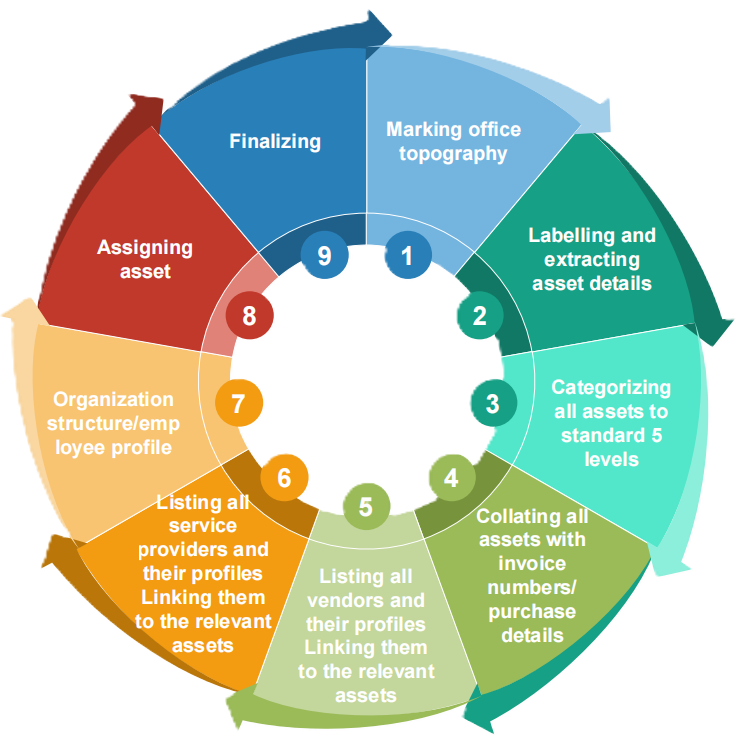 1
Marking office
topography
2
Labelling and
extracting
asset details
3
Categorizing
all assets to
standard 5
levels
4
Collating all
assets with
invoice
numbers/
purchase
details
5
Listing all
vendors and
their profiles
Linking them
to the relevant
assets
6
Listing all
service
providers and
their profiles
Linking them
to the relevant
assets
7
Organization
structure/emp
loyee profile
8
Assigning
asset
9
Finalizing